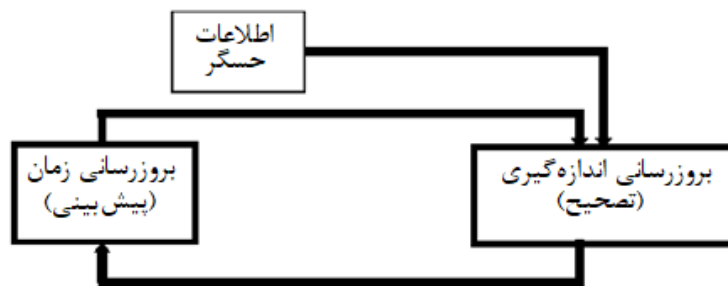 اطلاعات
حسگر
بروزرسانی زمان
(پیش‌بینی)
بروزرسانی اندازه‌گیری
(تصحیح)